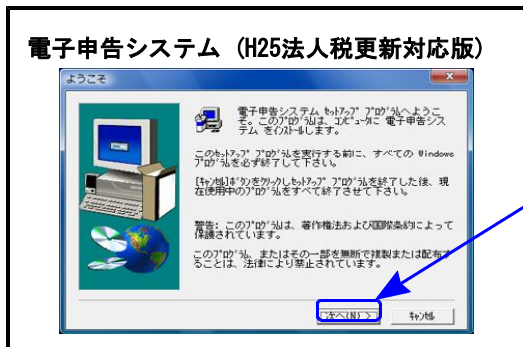 電子申告システム (H25法人税更新対応版)
ようこそ
電子申告システム ｾｯﾄｱｯﾌﾟ ﾌﾟﾛｸﾞﾗﾑへようこ
そ。このﾌﾟﾛｸﾞﾗﾑは、ｺﾝﾋﾟｭｰﾀに 電子申告シス
テム をｲﾝｽﾄｰﾙします。
このｾｯﾄｱｯﾌﾟ ﾌﾟﾛｸﾞﾗﾑを実行する前に、すべての Windows
ﾌﾟﾛｸﾞﾗﾑを必ず終了して下さい。
[ｷｬﾝｾﾙ]ﾎﾞﾀﾝをｸﾘｯｸしｾｯﾄｱｯﾌﾟ ﾌﾟﾛｸﾞﾗﾑを終了した後、現
在使用中のﾌﾟﾛｸﾞﾗﾑをすべて終了させて下さい。
警告: このﾌﾟﾛｸﾞﾗﾑは、著作権法および国際条約によって
保護されています。
このﾌﾟﾛｸﾞﾗﾑ、またはその一部を無断で複製または配布す
ることは、法律により禁止されています。
次へ(N) >
ｷｬﾝｾﾙ